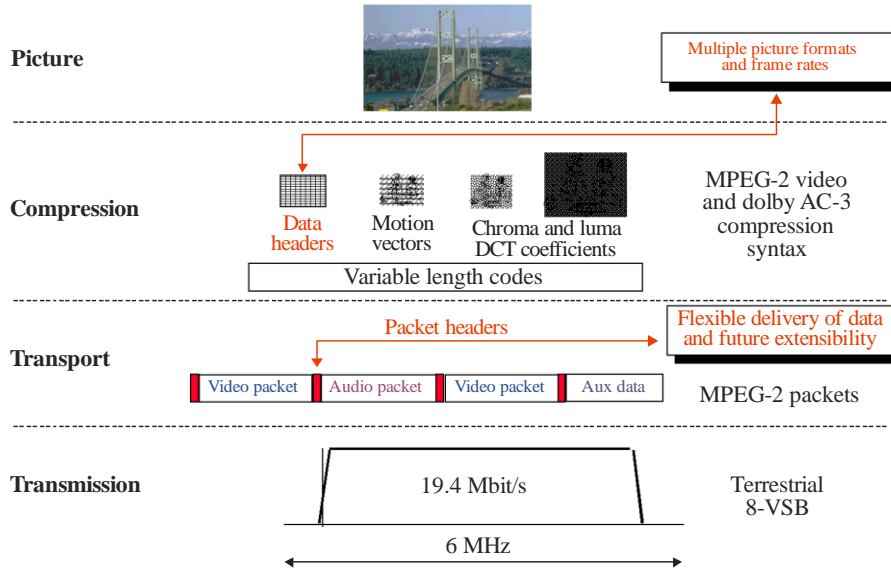 Picture
Multiple picture formats
and frame rates
Compression
Data
headers
Motion
vectors
Chroma and luma
DCT coefficients
MPEG-2 video
and dolby AC-3
compression
syntax
Variable length codes
Transport
Packet headers
Flexible delivery of data
and future extensibility
Video packet
Audio packet
Video packet
Aux data
MPEG-2 packets
Transmission
19.4 Mbit/s
Terrestrial
8-VSB
6 MHz